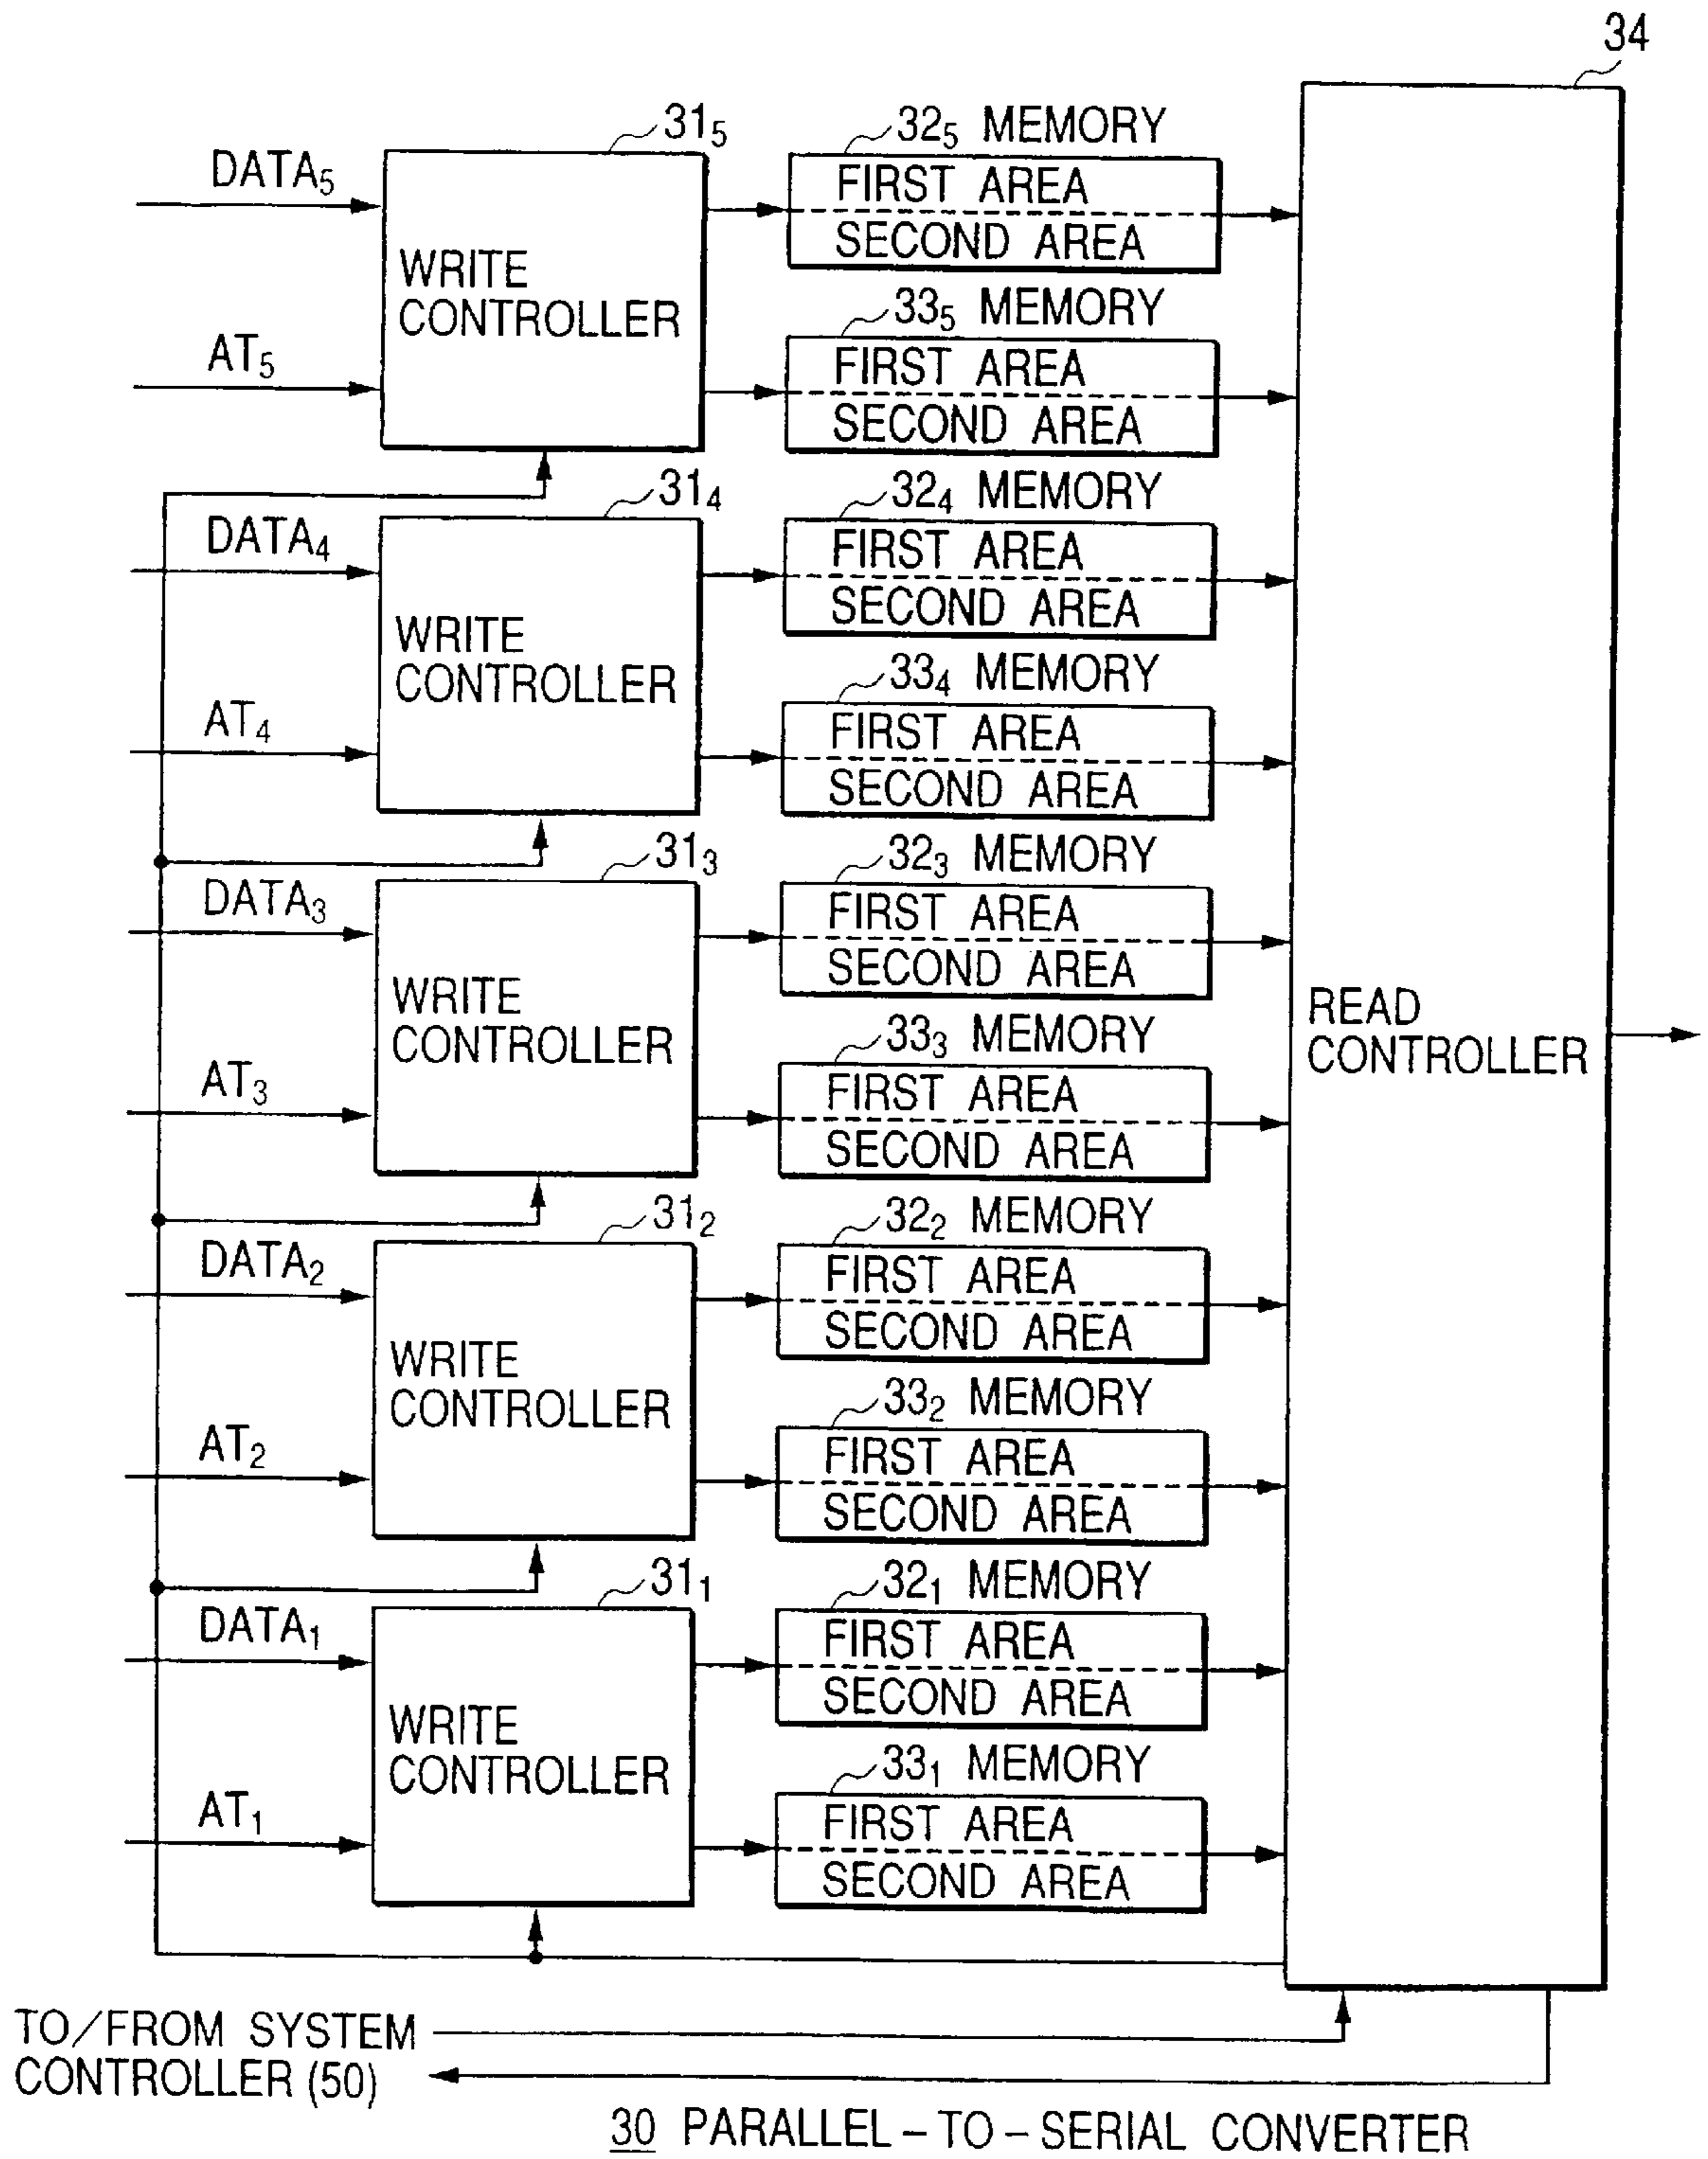 34
31₅
32₅ MEMORY
DATA₅
FIRST AREA
SECOND AREA
WRITE
CONTROLLER
33₅ MEMORY
AT₅
FIRST AREA
SECOND AREA
31₄
32₄ MEMORY
DATA₄
FIRST AREA
SECOND AREA
WRITE
CONTROLLER
33₄ MEMORY
AT₄
FIRST AREA
SECOND AREA
31₃
32₃ MEMORY
DATA₃
FIRST AREA
SECOND AREA
WRITE
CONTROLLER
READ
CONTROLLER
33₃ MEMORY
AT₃
FIRST AREA
SECOND AREA
31₂
32₂ MEMORY
DATA₂
FIRST AREA
SECOND AREA
WRITE
CONTROLLER
33₂ MEMORY
AT₂
FIRST AREA
SECOND AREA
31₁
32₁ MEMORY
DATA₁
FIRST AREA
SECOND AREA
WRITE
CONTROLLER
33₁ MEMORY
AT₁
FIRST AREA
SECOND AREA
TO/FROM SYSTEM
CONTROLLER (50)
30 PARALLEL-TO-SERIAL CONVERTER